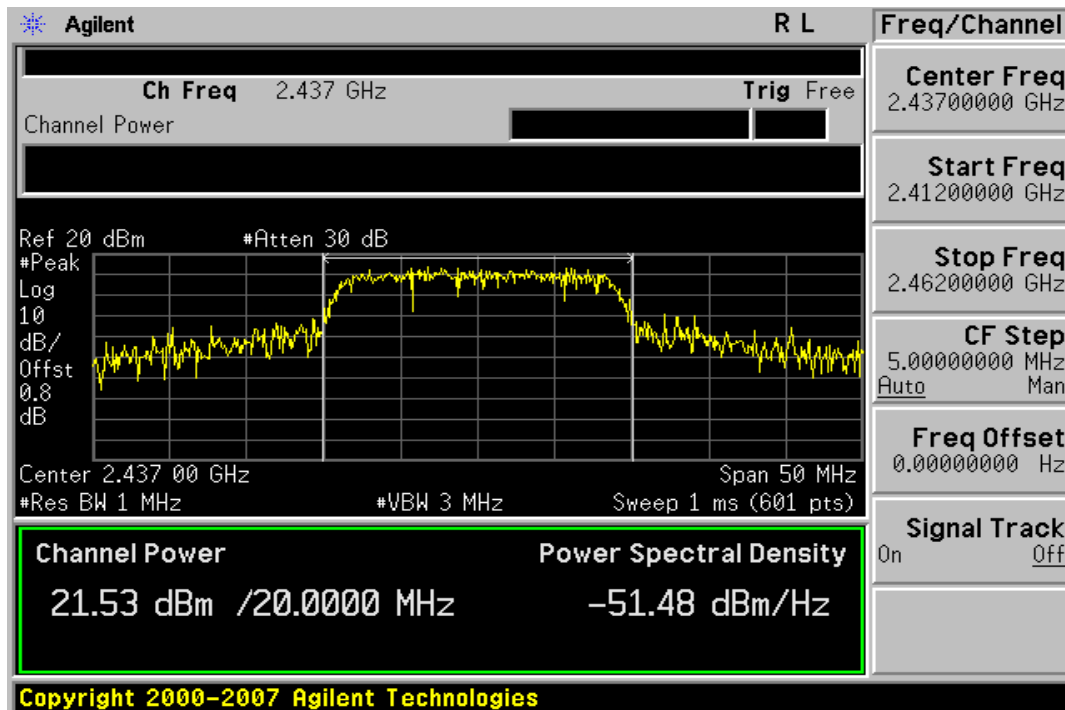 Agilent R L
Ch Freq 2.437 GHz Trig Free
Channel Power
Ref 20 dBm #Atten 30 dB
#Peak
Log
10
dB/
Offst
0.8
dB
Center 2.437 00 GHz Span 50 MHz
#Res BW 1 MHz #VBW 3 MHz Sweep 1 ms (601 pts)
Channel Power Power Spectral Density
21.53 dBm /20.0000 MHz -51.48 dBm/Hz
Copyright 2000-2007 Agilent Technologies
Freq/Channel
Center Freq
2.43700000 GHz
Start Freq
2.41200000 GHz
Stop Freq
2.46200000 GHz
CF Step
5.00000000 MHz
Auto Man
Freq Offset
0.00000000 Hz
Signal Track
On Off